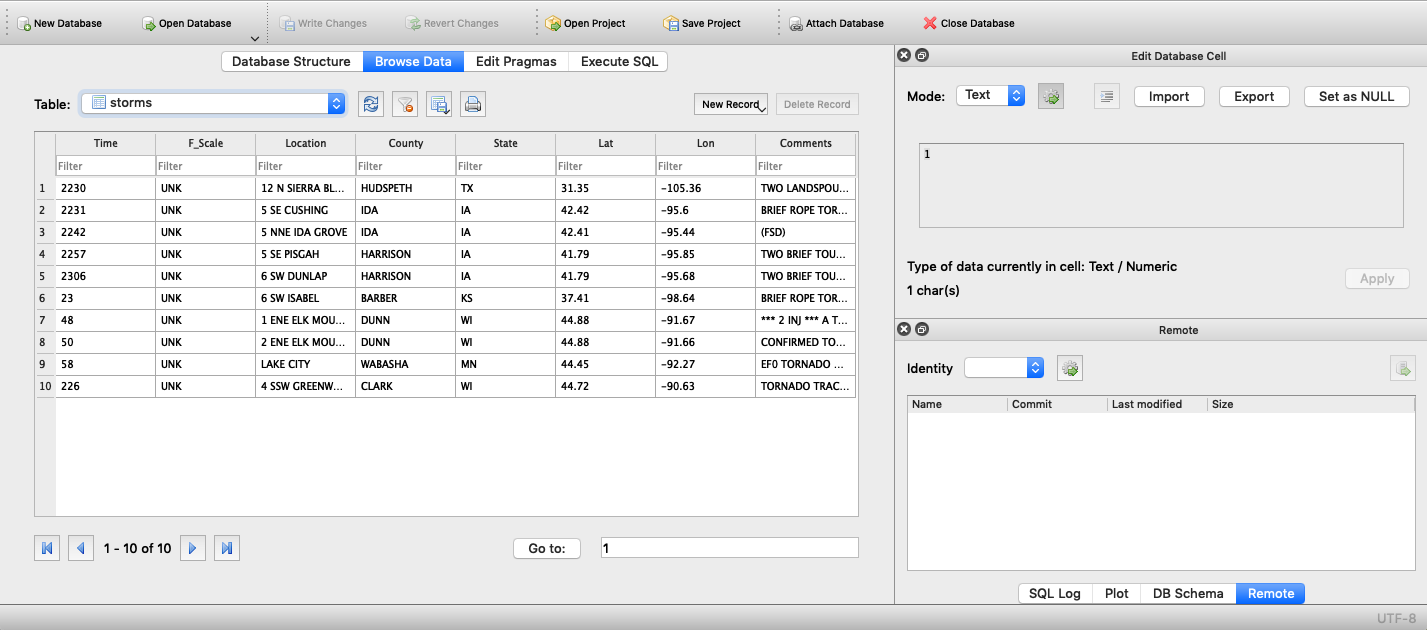 New Database Open Database Write Changes Revert Changes Open Project Save Project Attach Database Close Database
Database Structure Browse Data Edit Pragmas Execute SQL
Table: storms New Record Delete Record
Time F_Scale Location County State Lat Lon Comments
Filter Filter Filter Filter Filter Filter Filter Filter
1 2230 UNK 12 N SIERRA BL... HUDSPETH TX 31.35 -105.36 TWO LANDSPOU...
2 2231 UNK 5 SE CUSHING IDA IA 42.42 -95.6 BRIEF ROPE TOR...
3 2242 UNK 5 NNE IDA GROVE IDA IA 42.41 -95.44 (FSD)
4 2257 UNK 5 SE PISGAH HARRISON IA 41.79 -95.85 TWO BRIEF TOU...
5 2306 UNK 6 SW DUNLAP HARRISON IA 41.79 -95.68 TWO BRIEF TOU...
6 23 UNK 6 SW ISABEL BARBER KS 37.41 -98.64 BRIEF ROPE TOR...
7 48 UNK 1 ENE ELK MOU... DUNN WI 44.88 -91.67 *** 2 INJ *** A T...
8 50 UNK 2 ENE ELK MOU... DUNN WI 44.88 -91.66 CONFIRMED TO...
9 58 UNK LAKE CITY WABASHA MN 44.45 -92.27 EF0 TORNADO ...
10 226 UNK 4 SSW GREENW... CLARK WI 44.72 -90.63 TORNADO TRAC...
1 - 10 of 10 Go to: 1
Edit Database Cell
Mode: Text Import Export Set as NULL
1
Type of data currently in cell: Text / Numeric
1 char(s)
Apply
Remote
Identity
Name Commit Last modified Size
SQL Log Plot DB Schema Remote
UTF-8